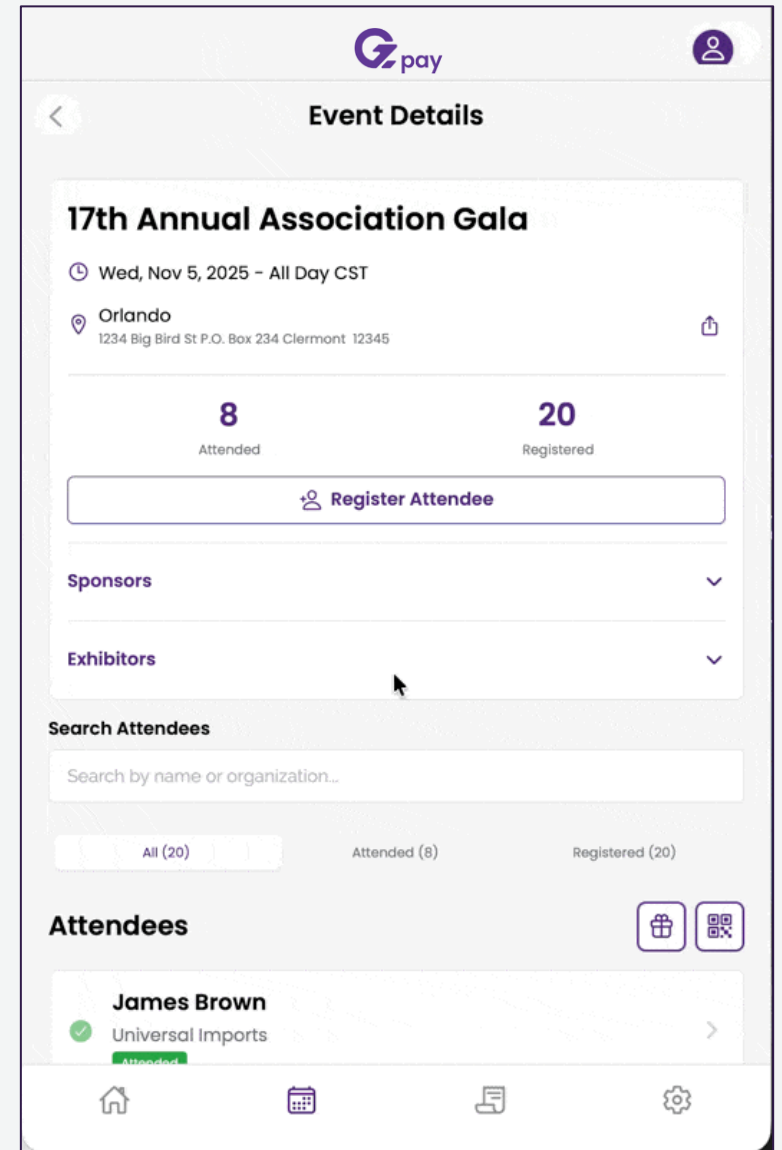 GZ pay
Event Details
17th Annual Association Gala
Wed, Nov 5, 2025 - All Day CST
Orlando
1234 Big Bird St P.O. Box 234 Clermont 12345
8
20
Attended
Registered
Register Attendee
Sponsors
Exhibitors
Search Attendees
Search by name or organization...
All (20)
Attended (8)
Registered (20)
Attendees
James Brown
Universal Imports
Attended